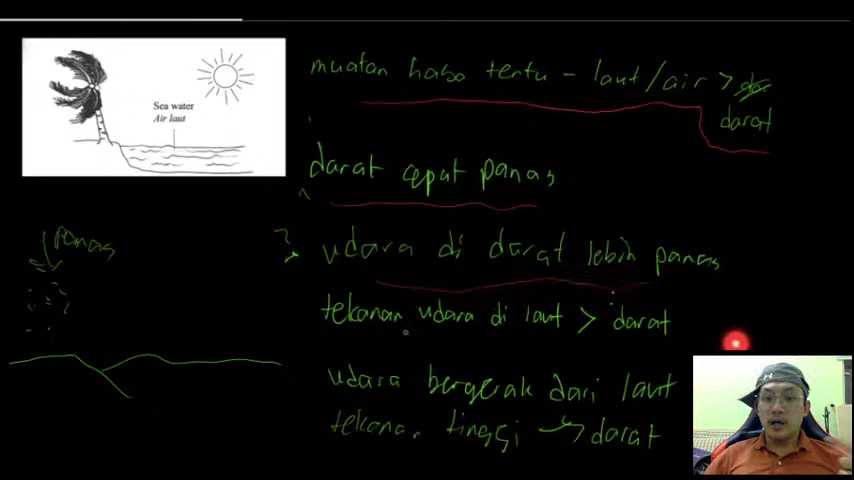 Sea water
Air laut
muatan haba tentu - laut/air > dar
darat
darat cepat panas
panas
udara di darat lebih panas
tekanan udara di laut > darat
udara bergerak dari laut
tekanan tinggi → darat